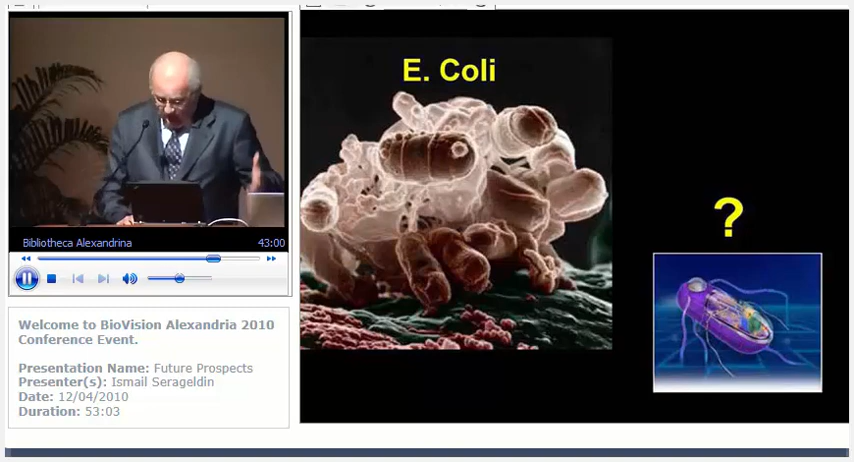 Bibliotheca Alexandrina 43:00
Welcome to BioVision Alexandria 2010
Conference Event.
Presentation Name: Future Prospects
Presenter(s): Ismail Serageldin
Date: 12/04/2010
Duration: 53:03
E. Coli
?